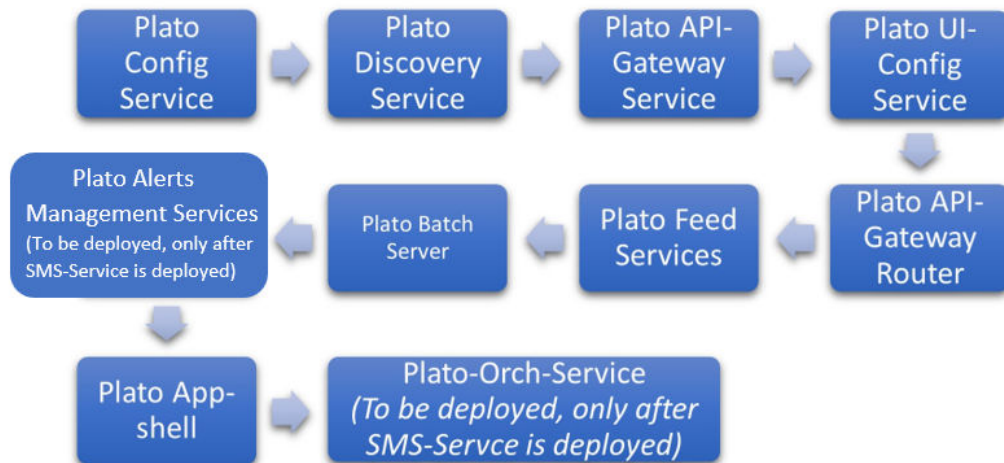 Plato
Config
Service
Plato
Discovery
Service
Plato API-
Gateway
Service
Plato UI-
Config
Service
Plato API-
Gateway
Router
Plato Feed
Services
Plato Batch
Server
Plato Alerts
Management Services
(To be deployed, only after
SMS-Service is deployed)
Plato App-
shell
Plato-Orch-Service
(To be deployed, only after
SMS-Servce is deployed)